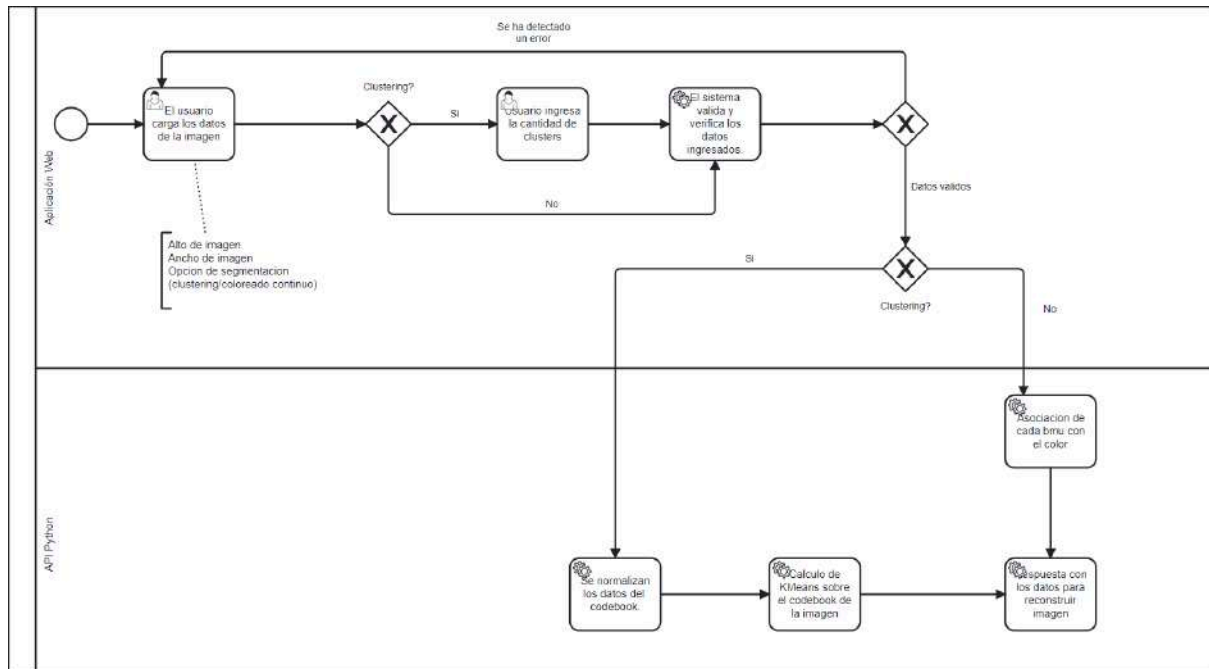 Se ha detectado
un error
Aplicación Web
El usuario
carga los datos
de la imagen
Clustering?
Si
Usuario ingresa
la cantidad de
clusters
El sistema
valida y
verifica los
datos
ingresados.
No
Datos validos
Alto de imagen
Ancho de imagen
Opcion de segmentacion
(clustering/coloreado continuo)
Si
Clustering?
No
API Python
Asociacion de
cada bmu con
el color
Se normalizan
los datos del
codebook.
Calculo de
KMeans sobre
el codebook de
la imagen
Respuesta con
los datos para
reconstruir
imagen